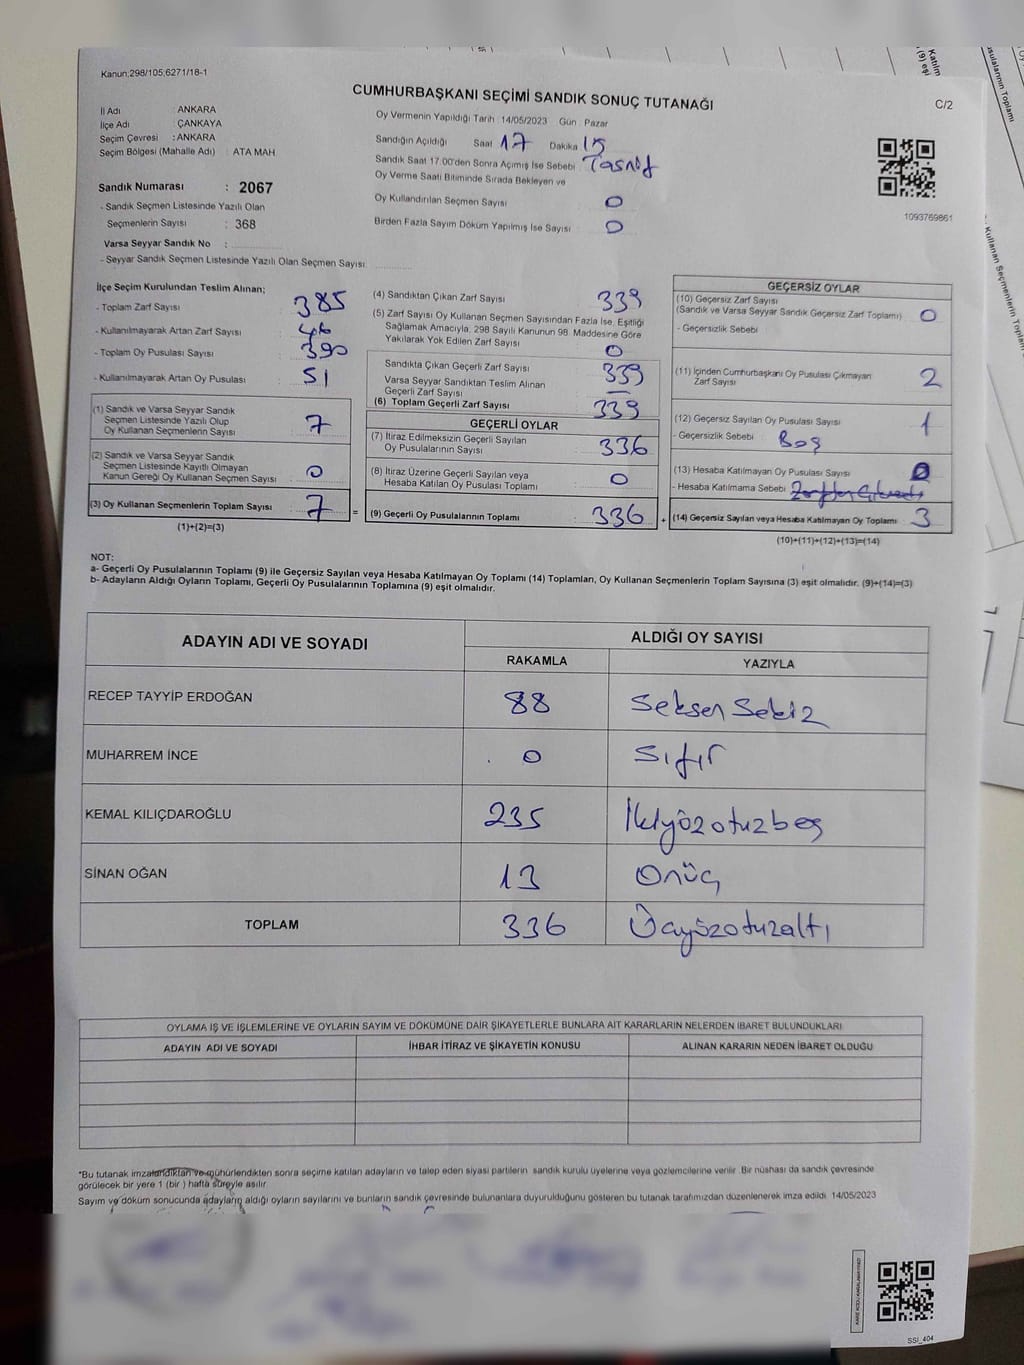 Kanun;298/105;6271/18-1
CUMHURBAŞKANI SEÇİMİ SANDIK SONUÇ TUTANAĞI
C/2
İl Adı : ANKARA
İlçe Adı : ÇANKAYA
Seçim Çevresi : ANKARA
Seçim Bölgesi (Mahalle Adı) : ATA MAH
Sandık Numarası : 2067
- Sandık Seçmen Listesinde Yazılı Olan
Seçmenlerin Sayısı : 368
Varsa Seyyar Sandık No :
- Seyyar Sandık Seçmen Listesinde Yazılı Olan Seçmen Sayısı
Oy Vermenin Yapıldığı Tarih 14/05/2023 Gün Pazar
Sandığın Açıldığı Saat 17 Dakika 15
Sandık Saat 17.00'den Sonra Açımış İse Sebebi Tasnif
Oy Verme Saati Bitiminde Sırada Bekleyen ve
Oy Kullandırılan Seçmen Sayısı : 0
Birden Fazla Sayım Döküm Yapılmış İse Sayısı : 0
1093769861
İlçe Seçim Kurulundan Teslim Alınan;
- Toplam Zarf Sayısı : 385
- Kullanılmayarak Artan Zarf Sayısı : 46
- Toplam Oy Pusulası Sayısı : 390
- Kullanılmayarak Artan Oy Pusulası : 51
(1) Sandık ve Varsa Seyyar Sandık
Seçmen Listesinde Yazılı Olup
Oy Kullanan Seçmenlerin Sayısı : 7
(2) Sandık ve Varsa Seyyar Sandık
Seçmen Listesinde Kayıtlı Olmayan
Kanun Gereği Oy Kullanan Seçmen Sayısı : 0
(3) Oy Kullanan Seçmenlerin Toplam Sayısı : 7 =
(1)+(2)=(3)
(4) Sandıktan Çıkan Zarf Sayısı : 339
(5) Zarf Sayısı Oy Kullanan Seçmen Sayısından Fazla İse, Eşitliği
Sağlamak Amacıyla, 298 Sayılı Kanunun 98. Maddesine Göre
Yakılarak Yok Edilen Zarf Sayısı : 0
Sandıkta Çıkan Geçerli Zarf Sayısı : 339
Varsa Seyyar Sandıktan Teslim Alınan
Geçerli Zarf Sayısı : —
(6) Toplam Geçerli Zarf Sayısı : 339
GEÇERLİ OYLAR
(7) İtiraz Edilmeksizin Geçerli Sayılan
Oy Pusulalarının Sayısı : 336
(8) İtiraz Üzerine Geçerli Sayılan veya
Hesaba Katılan Oy Pusulası Toplamı : 0
(9) Geçerli Oy Pusulalarının Toplamı : 336 +
GEÇERSİZ OYLAR
(10) Geçersiz Zarf Sayısı
(Sandık ve Varsa Seyyar Sandık Geçersiz Zarf Toplamı) : 0
- Geçersizlik Sebebi
(11) İçinden Cumhurbaşkanı Oy Pusulası Çıkmayan
Zarf Sayısı : 2
(12) Geçersiz Sayılan Oy Pusulası Sayısı : 1
- Geçersizlik Sebebi : Boş
(13) Hesaba Katılmayan Oy Pusulası Sayısı : 0
- Hesaba Katılmama Sebebi
(14) Geçersiz Sayılan veya Hesaba Katılmayan Oy Toplamı : 3
(10)+(11)+(12)+(13)=(14)
NOT:
a- Geçerli Oy Pusulalarının Toplamı (9) ile Geçersiz Sayılan veya Hesaba Katılmayan Oy Toplamı (14) Toplamları, Oy Kullanan Seçmenlerin Toplam Sayısına (3) eşit olmalıdır. (9)+(14)=(3)
b- Adayların Aldığı Oyların Toplamı, Geçerli Oy Pusulalarının Toplamına (9) eşit olmalıdır.
ADAYIN ADI VE SOYADI
ALDIĞI OY SAYISI
RAKAMLA YAZIYLA
RECEP TAYYİP ERDOĞAN 88 Seksen Sekiz
MUHARREM İNCE 0 Sıfır
KEMAL KILIÇDAROĞLU 235 İkiyüzotuzbeş
SİNAN OĞAN 13 Onüç
TOPLAM 336 Üçyüzotuzaltı
OYLAMA İŞ VE İŞLEMLERİNE VE OYLARIN SAYIM VE DÖKÜMÜNE DAİR ŞİKAYETLERLE BUNLARA AİT KARARLARIN NELERDEN İBARET BULUNDUKLARI
ADAYIN ADI VE SOYADI İHBAR İTİRAZ VE ŞİKAYETİN KONUSU ALINAN KARARIN NEDEN İBARET OLDUĞU
*Bu tutanak imzalandıktan ve mühürlendikten sonra seçime katılan adayların ve talep eden siyasi partilerin sandık kurulu üyelerine veya gözlemcilerine verilir. Bir nüshası da sandık çevresinde
görülecek bir yere 1 (bir) hafta süreyle asılır
Sayım ve döküm sonucunda adayların aldığı oyların sayılarını ve bunların sandık çevresinde bulunanlara duyurulduğunu gösteren bu tutanak tarafımızdan düzenlenerek imza edildi 14/05/2023
SSI_404